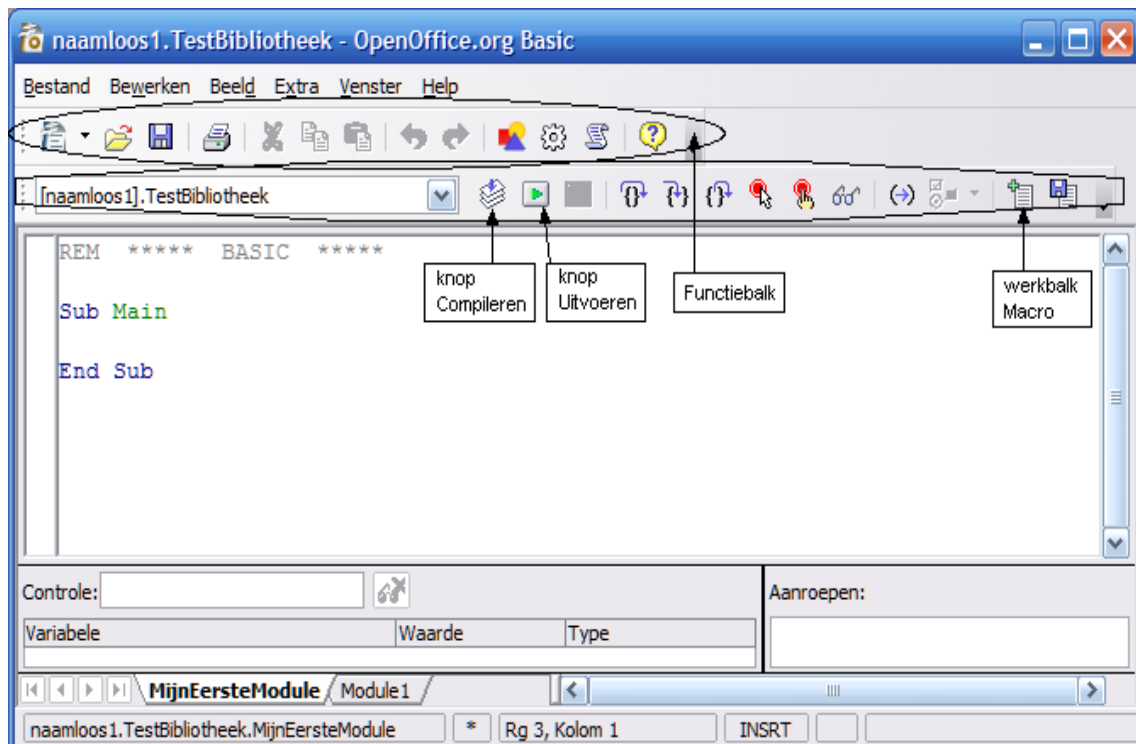 naamloos1.TestBibliotheek - OpenOffice.org Basic
Bestand Bewerken Beeld Extra Venster Help
[naamloos1].TestBibliotheek
REM ***** BASIC *****
Sub Main
End Sub
knop
Compileren
knop
Uitvoeren
Functiebalk
werkbalk
Macro
Controle:
Aanroepen:
Variabele Waarde Type
MijnEersteModule Module1
naamloos1.TestBibliotheek.MijnEersteModule * Rg 3, Kolom 1 INSRT